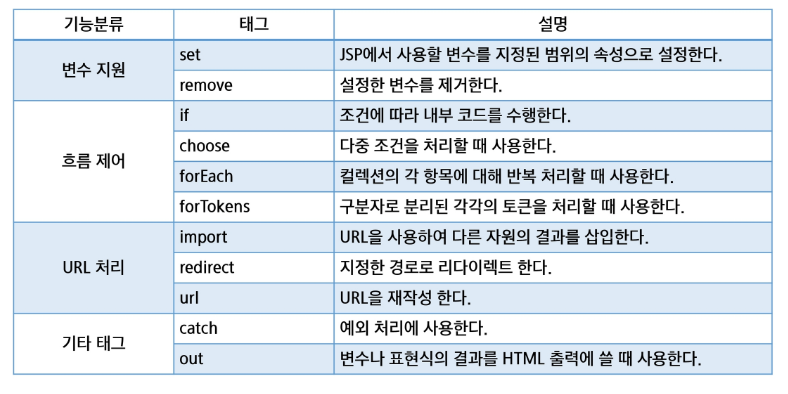 기능분류 태그 설명
변수 지원
set JSP에서 사용할 변수를 지정된 범위의 속성으로 설정한다.
remove 설정한 변수를 제거한다.
흐름 제어
if 조건에 따라 내부 코드를 수행한다.
choose 다중 조건을 처리할 때 사용한다.
forEach 컬렉션의 각 항목에 대해 반복 처리할 때 사용한다.
forTokens 구분자로 분리된 각각의 토큰을 처리할 때 사용한다.
URL 처리
import URL을 사용하여 다른 자원의 결과를 삽입한다.
redirect 지정한 경로로 리다이렉트 한다.
url URL을 재작성 한다.
기타 태그
catch 예외 처리에 사용한다.
out 변수나 표현식의 결과를 HTML 출력에 쓸 때 사용한다.